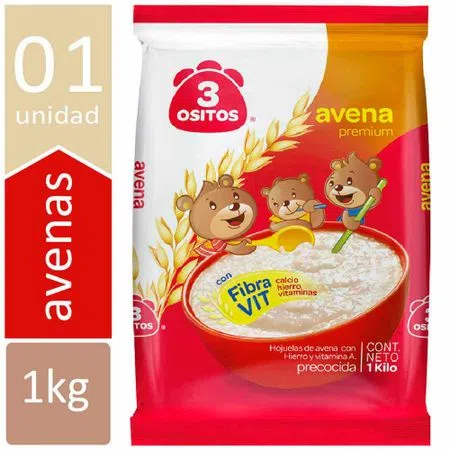 01
unidad
avenas
1kg
3
OSITOS
®
avena
premium
avena
avena
con
Fibra
VIT
calcio
hierro
vitaminas
3
OSITOS
Hojuelas de avena con
Hierro y vitamina A.
precocida
CONT.
NETO
1 Kilo